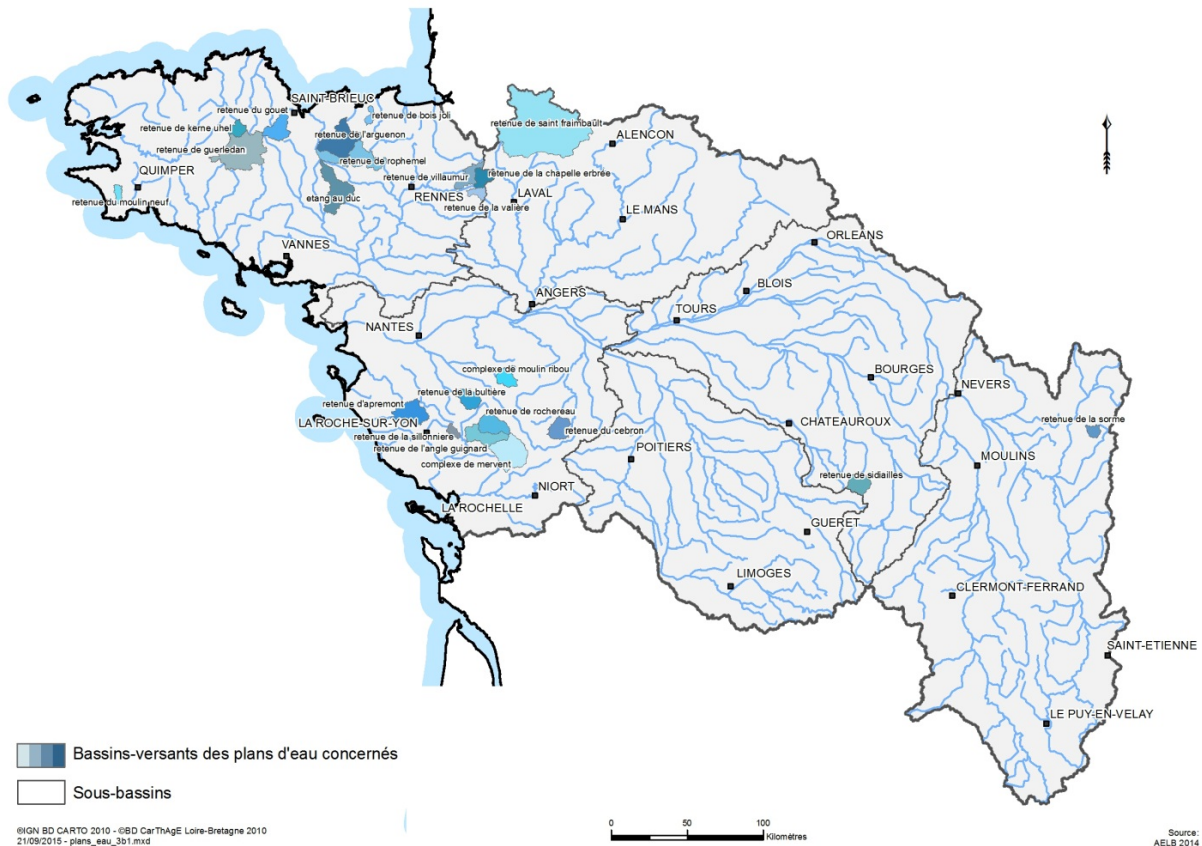 SAINT-BRIEUC
retenue du gouet
retenue de bois joli
retenue de kerne uhel
retenue de l'arguenon
retenue de saint fraimbault
ALENCON
retenue de guerledan
retenue de rophemel
QUIMPER
retenue de villaumur
retenue de la chapelle erbrée
retenue du moulin neuf
etang au duc
RENNES
LAVAL
retenue de la valière
LE MANS
VANNES
ORLEANS
ANGERS
BLOIS
TOURS
NANTES
complexe de moulin ribou
BOURGES
NEVERS
retenue de la bultière
retenue d'apremont
retenue de rochereau
LA ROCHE-SUR-YON
retenue de la sillonniere
retenue du cebron
CHATEAUROUX
retenue de la sorme
retenue de l'angle guignard
complexe de mervent
POITIERS
MOULINS
retenue de sidiailles
NIORT
LA ROCHELLE
GUERET
LIMOGES
CLERMONT-FERRAND
SAINT-ETIENNE
LE PUY-EN-VELAY
Bassins-versants des plans d'eau concernés
Sous-bassins
©IGN BD CARTO 2010 - ©BD CarThAgE Loire-Bretagne 2010
21/09/2015 - plans_eau_3b1.mxd
0 50 100
Kilomètres
Source:
AELB 2014